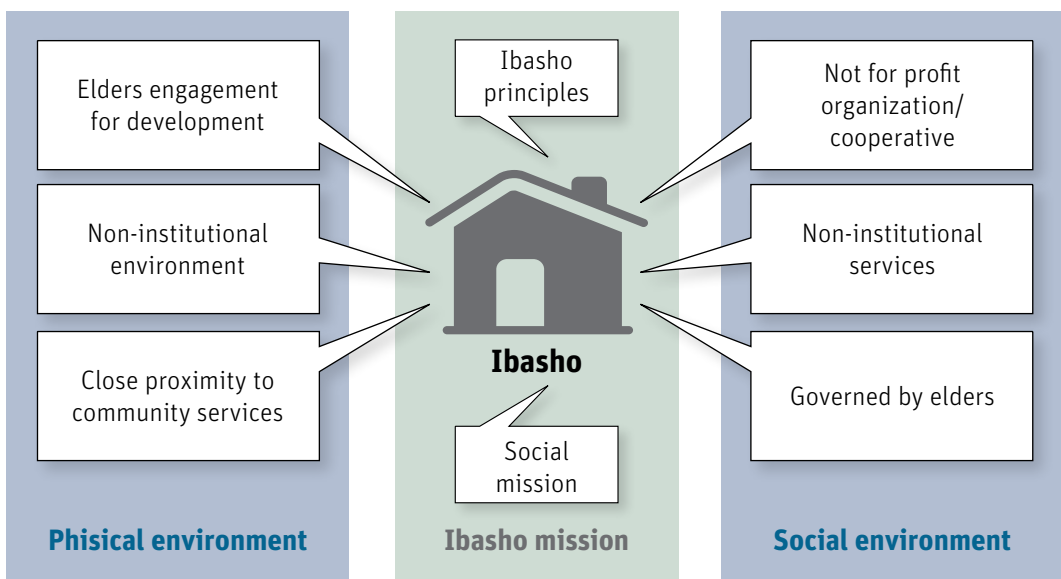 Elders engagement
for development
Non-institutional
environment
Close proximity to
community services
Phisical environment
Ibasho
principles
Ibasho
Social
mission
Ibasho mission
Not for profit
organization/
cooperative
Non-institutional
services
Governed by elders
Social environment